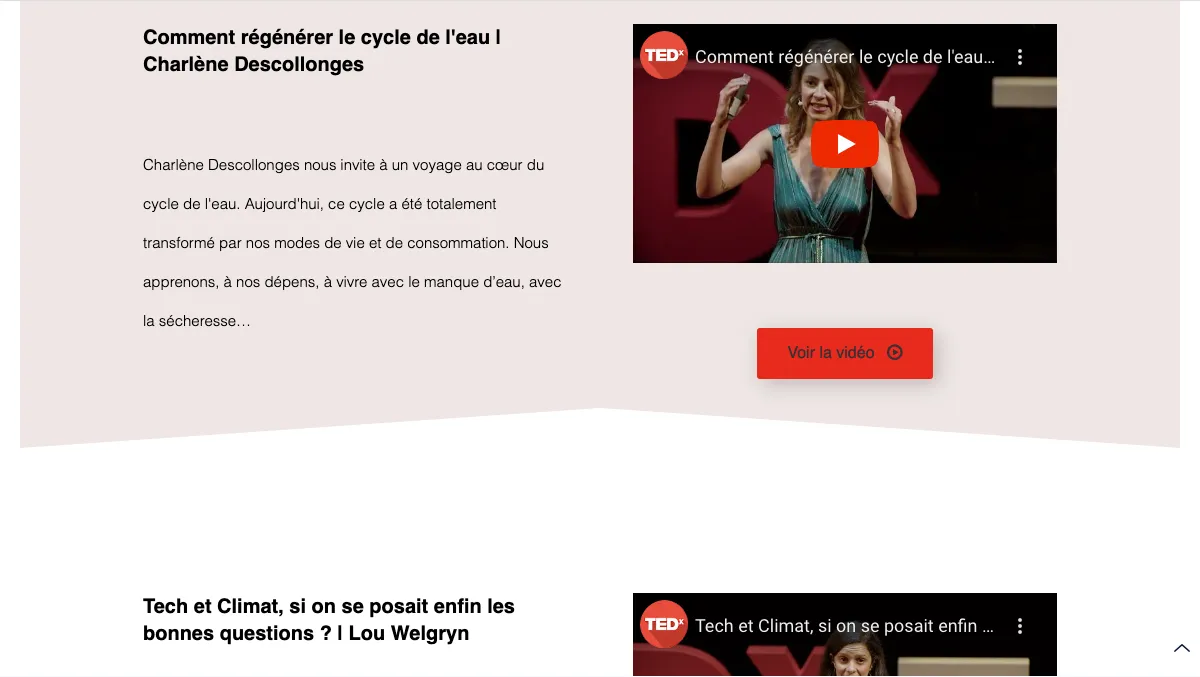 Comment régénérer le cycle de l'eau |
Charlène Descollonges
Charlène Descollonges nous invite à un voyage au cœur du
cycle de l'eau. Aujourd'hui, ce cycle a été totalement
transformé par nos modes de vie et de consommation. Nous
apprenons, à nos dépens, à vivre avec le manque d’eau, avec
la sécheresse…
TEDx Comment régénérer le cycle de l'eau…
Voir la vidéo
Tech et Climat, si on se posait enfin les
bonnes questions ? | Lou Welgryn
TEDx Tech et Climat, si on se posait enfin …